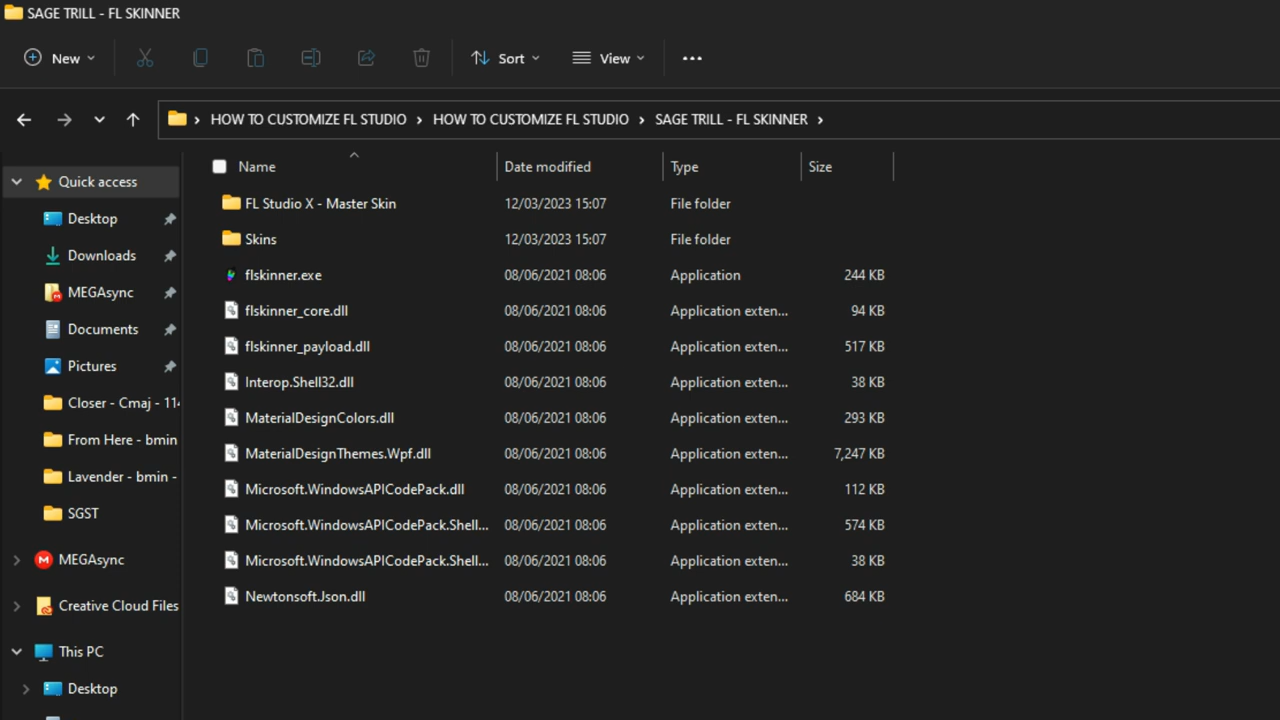 SAGE TRILL - FL SKINNER
New Sort View
HOW TO CUSTOMIZE FL STUDIO > HOW TO CUSTOMIZE FL STUDIO > SAGE TRILL - FL SKINNER >
Name Date modified Type Size
Quick access
Desktop
Downloads
MEGAsync
Documents
Pictures
Closer - Cmaj - 114
From Here - bmin
Lavender - bmin -
SGST
MEGAsync
Creative Cloud Files
This PC
Desktop
FL Studio X - Master Skin 12/03/2023 15:07 File folder
Skins 12/03/2023 15:07 File folder
flskinner.exe 08/06/2021 08:06 Application 244 KB
flskinner_core.dll 08/06/2021 08:06 Application exten... 94 KB
flskinner_payload.dll 08/06/2021 08:06 Application exten... 517 KB
Interop.Shell32.dll 08/06/2021 08:06 Application exten... 38 KB
MaterialDesignColors.dll 08/06/2021 08:06 Application exten... 293 KB
MaterialDesignThemes.Wpf.dll 08/06/2021 08:06 Application exten... 7,247 KB
Microsoft.WindowsAPICodePack.dll 08/06/2021 08:06 Application exten... 112 KB
Microsoft.WindowsAPICodePack.Shell... 08/06/2021 08:06 Application exten... 574 KB
Microsoft.WindowsAPICodePack.Shell... 08/06/2021 08:06 Application exten... 38 KB
Newtonsoft.Json.dll 08/06/2021 08:06 Application exten... 684 KB